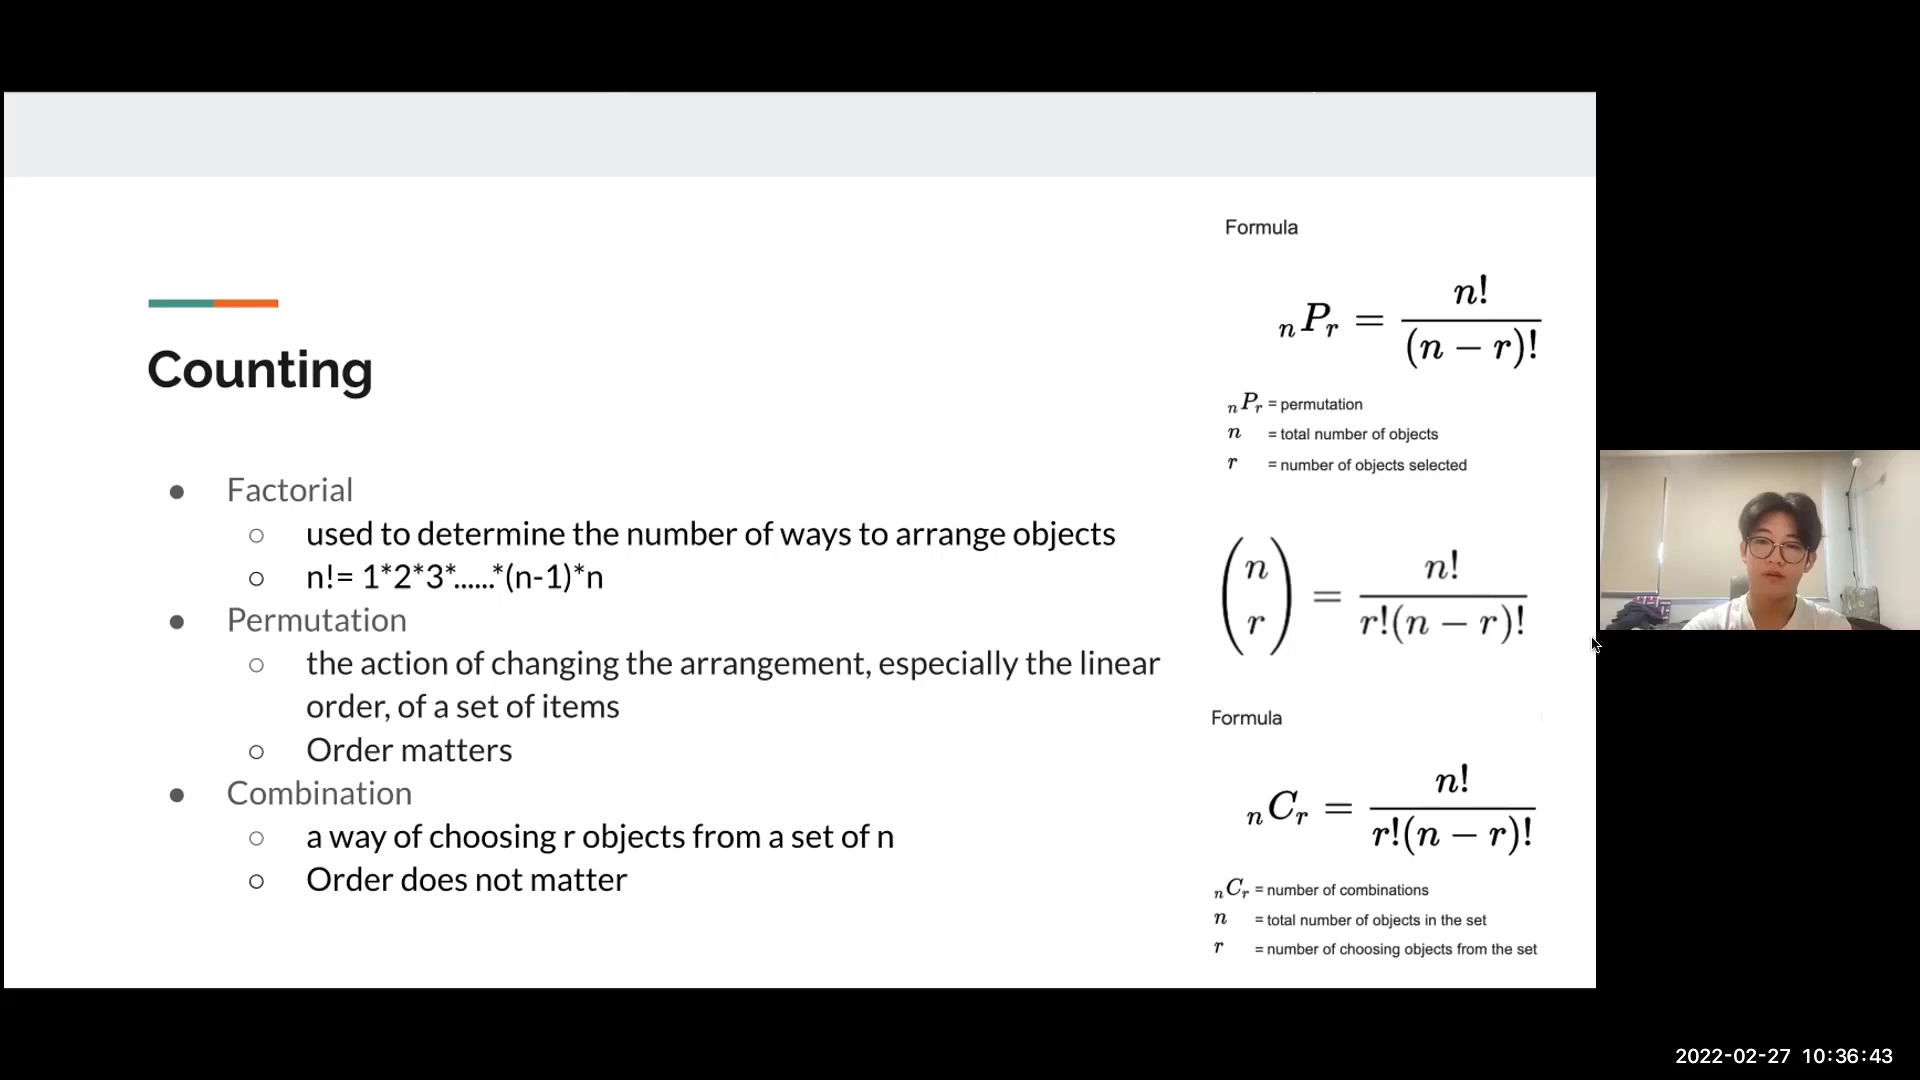 Counting
● Factorial
○ used to determine the number of ways to arrange objects
○ n!= 1*2*3*......*(n-1)*n
● Permutation
○ the action of changing the arrangement, especially the linear
order, of a set of items
○ Order matters
● Combination
○ a way of choosing r objects from a set of n
○ Order does not matter
Formula
nPr = n! / (n − r)!
nPr = permutation
n = total number of objects
r = number of objects selected
(n r) = n! / r!(n − r)!
Formula
nCr = n! / r!(n − r)!
nCr = number of combinations
n = total number of objects in the set
r = number of choosing objects from the set
2022-02-27 10:36:43